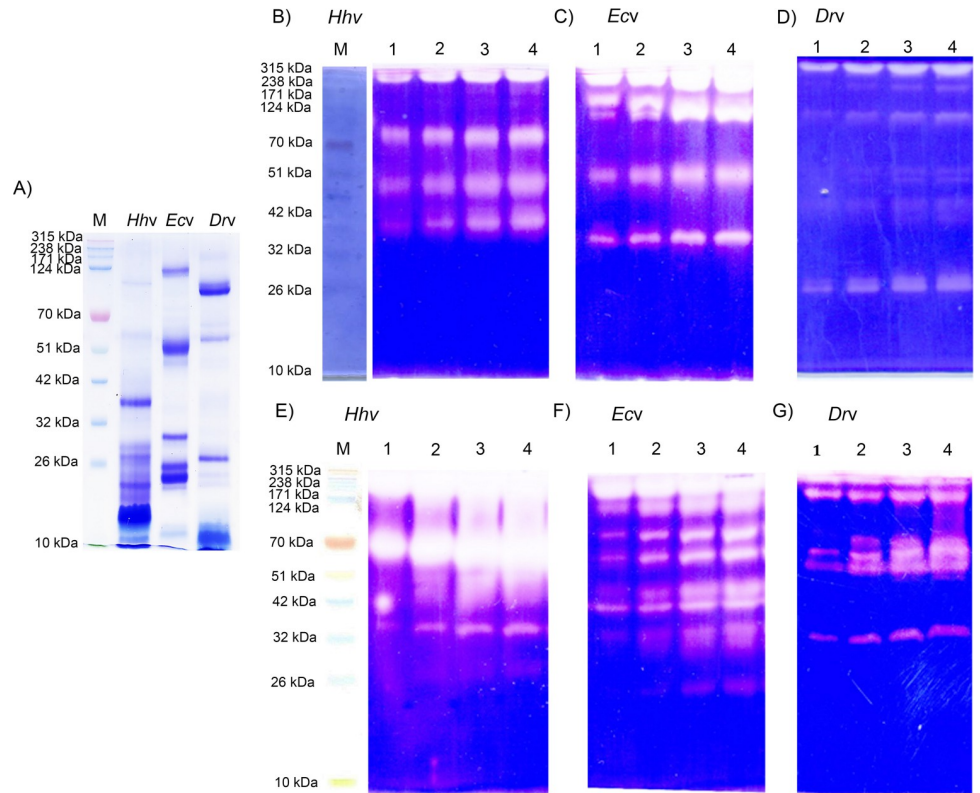 A)
M Hhv Ecv Drv
315 kDa
238 kDa
171 kDa
124 kDa
70 kDa
51 kDa
42 kDa
32 kDa
26 kDa
10 kDa
B) Hhv
M 1 2 3 4
315 kDa
238 kDa
171 kDa
124 kDa
70 kDa
51 kDa
42 kDa
32 kDa
26 kDa
10 kDa
C) Ecv
1 2 3 4
D) Drv
1 2 3 4
E) Hhv
M 1 2 3 4
315 kDa
238 kDa
171 kDa
124 kDa
70 kDa
51 kDa
42 kDa
32 kDa
26 kDa
10 kDa
F) Ecv
1 2 3 4
G) Drv
1 2 3 4